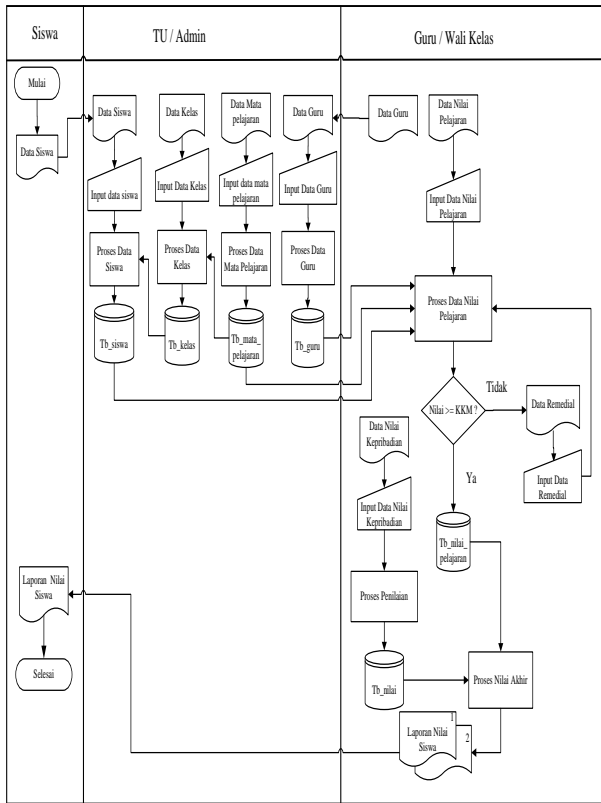 Siswa
TU / Admin
Guru / Wali Kelas
Mulai
Data Siswa
Data Siswa
Input data siswa
Proses Data
Siswa
Tb_siswa
Data Kelas
Input Data Kelas
Proses Data
Kelas
Tb_kelas
Data Mata
pelajaran
Input data mata
pelajaran
Proses Data
Mata Pelajaran
Tb_mata_
pelajaran
Data Guru
Input Data Guru
Proses Data
Guru
Tb_guru
Data Guru
Data Nilai
Pelajaran
Input Data Nilai
Pelajaran
Proses Data Nilai
Pelajaran
Nilai >= KKM ?
Tidak
Data Remedial
Input Data
Remedial
Ya
Tb_nilai_
pelajaran
Data Nilai
Kepribadian
Input Data Nilai
Kepribadian
Proses Penilaian
Tb_nilai
Proses Nilai Akhir
1
2
Laporan Nilai
Siswa
Laporan Nilai
Siswa
Selesai